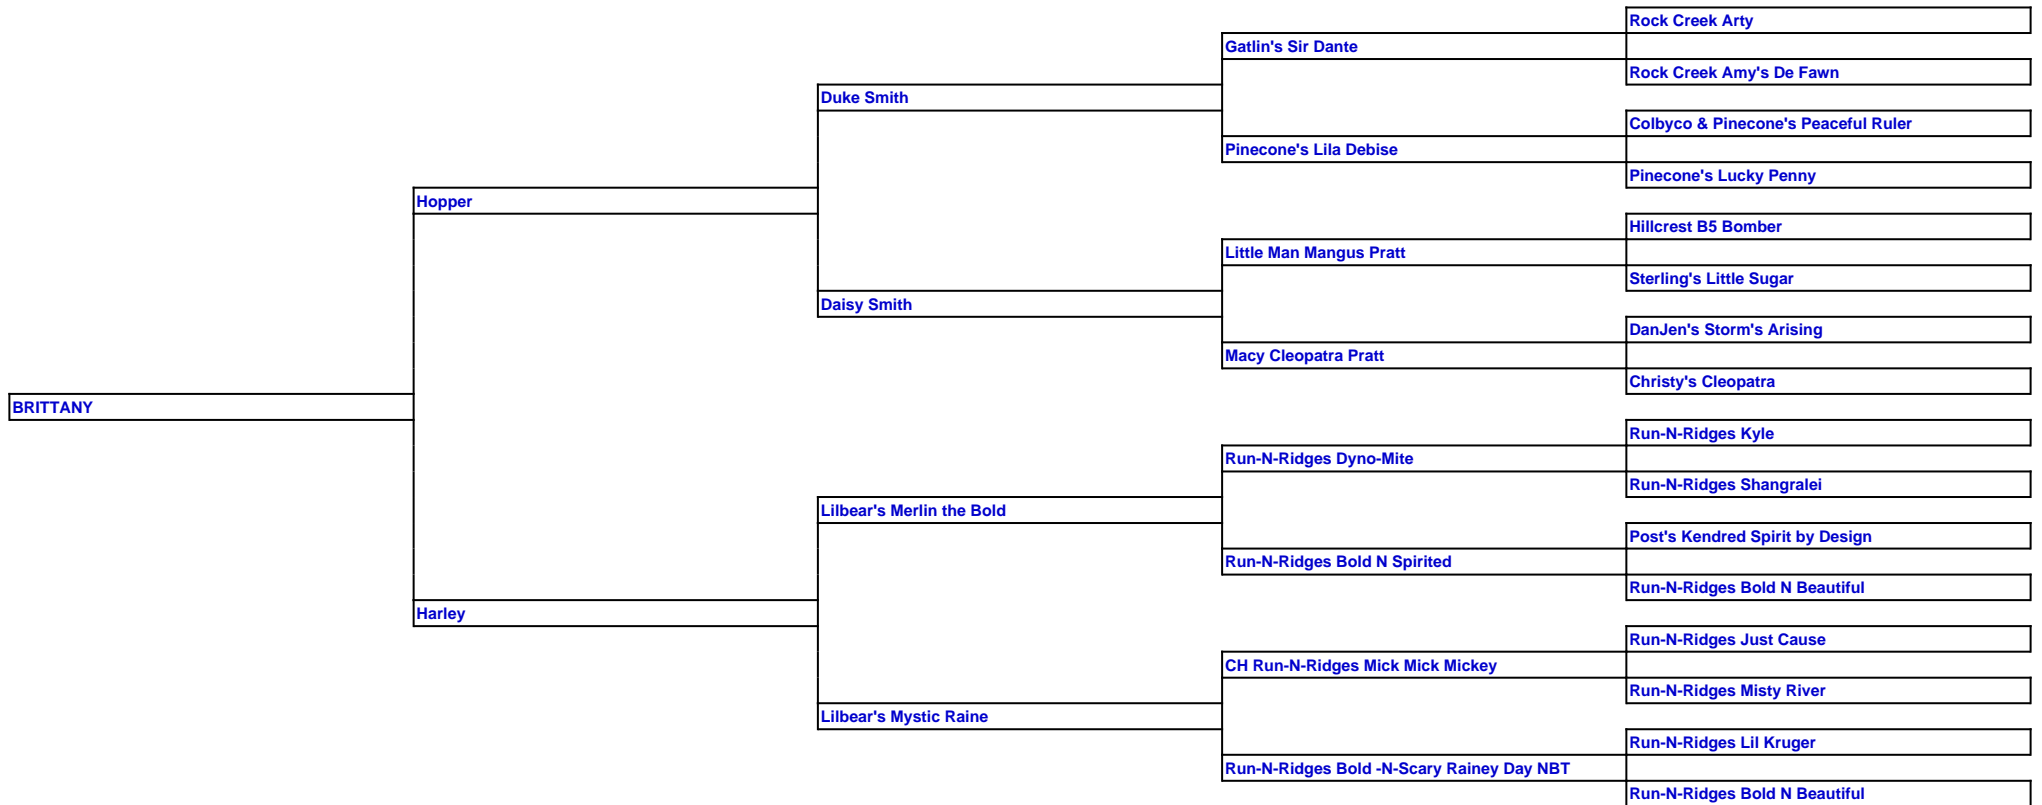 Rock Creek Arty
Gatlin's Sir Dante
Rock Creek Amy's De Fawn
Duke Smith
Colbyco & Pinecone's Peaceful Ruler
Pinecone's Lila Debise
Pinecone's Lucky Penny
Hopper
Hillcrest B5 Bomber
Little Man Mangus Pratt
Sterling's Little Sugar
Daisy Smith
DanJen's Storm's Arising
Macy Cleopatra Pratt
Christy's Cleopatra
BRITTANY
Run-N-Ridges Kyle
Run-N-Ridges Dyno-Mite
Run-N-Ridges Shangralei
Lilbear's Merlin the Bold
Post's Kendred Spirit by Design
Run-N-Ridges Bold N Spirited
Run-N-Ridges Bold N Beautiful
Harley
Run-N-Ridges Just Cause
CH Run-N-Ridges Mick Mick Mickey
Run-N-Ridges Misty River
Lilbear's Mystic Raine
Run-N-Ridges Lil Kruger
Run-N-Ridges Bold -N-Scary Rainey Day NBT
Run-N-Ridges Bold N Beautiful